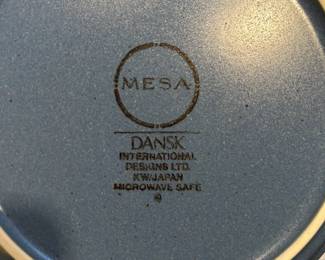 MESA
DANSK
INTERNATIONAL
DESIGNS LTD.
KW/JAPAN
MICROWAVE SAFE